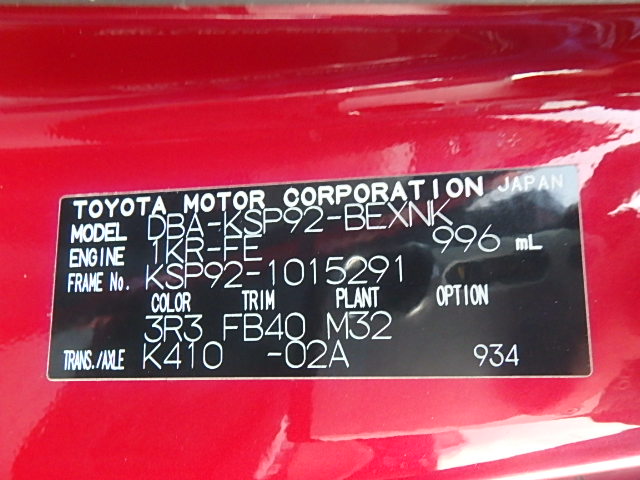 TOYOTA MOTOR CORPORATION JAPAN
MODEL DBA-KSP92-BEXNK
ENGINE 1KR-FE 996 mL
FRAME No. KSP92-1015291
COLOR TRIM PLANT OPTION
3R3 FB40 M32
TRANS./AXLE K410 -02A 934